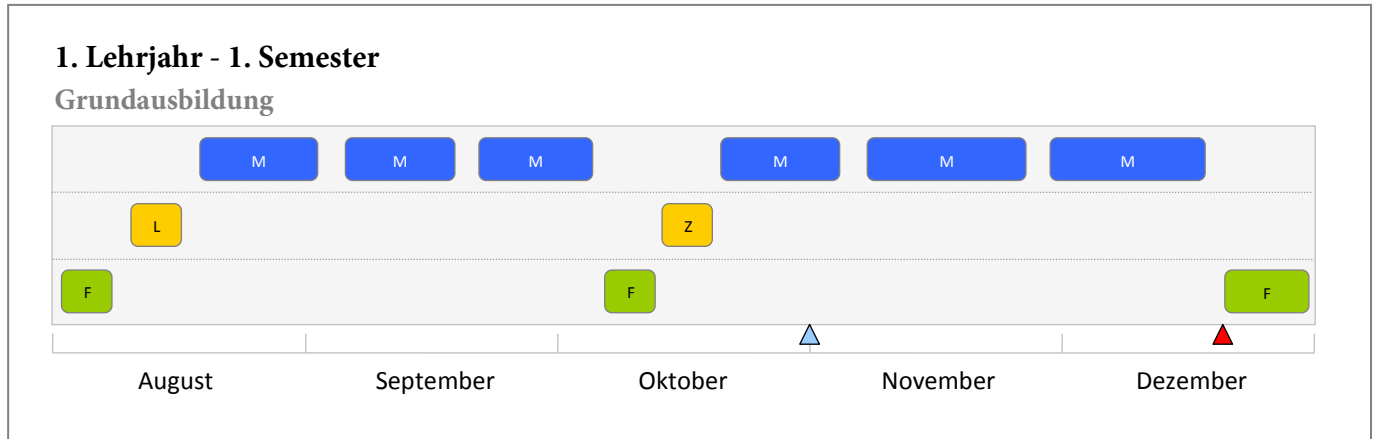 1. Lehrjahr - 1. Semester
Grundausbildung
M M M M M M
L Z
F F F
August September Oktober November Dezember